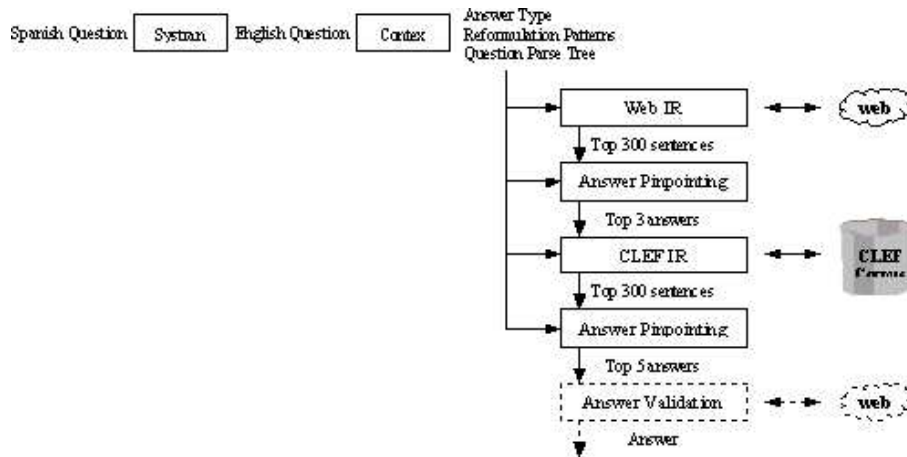 Answer Type
Spanish Question Systran English Question Contex Reformulation Patterns
Question Parse Tree
Web IR web
Top 300 sentences
Answer Pinpointing
Top 3 answers
CLEF IR CLEF
Top 300 sentences
Answer Pinpointing
Top 5 answers
Answer Validation web
Answer